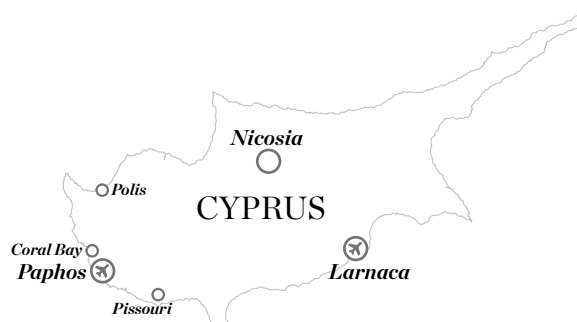 Nicosia
Polis
CYPRUS
Coral Bay
Paphos
Larnaca
Pissouri